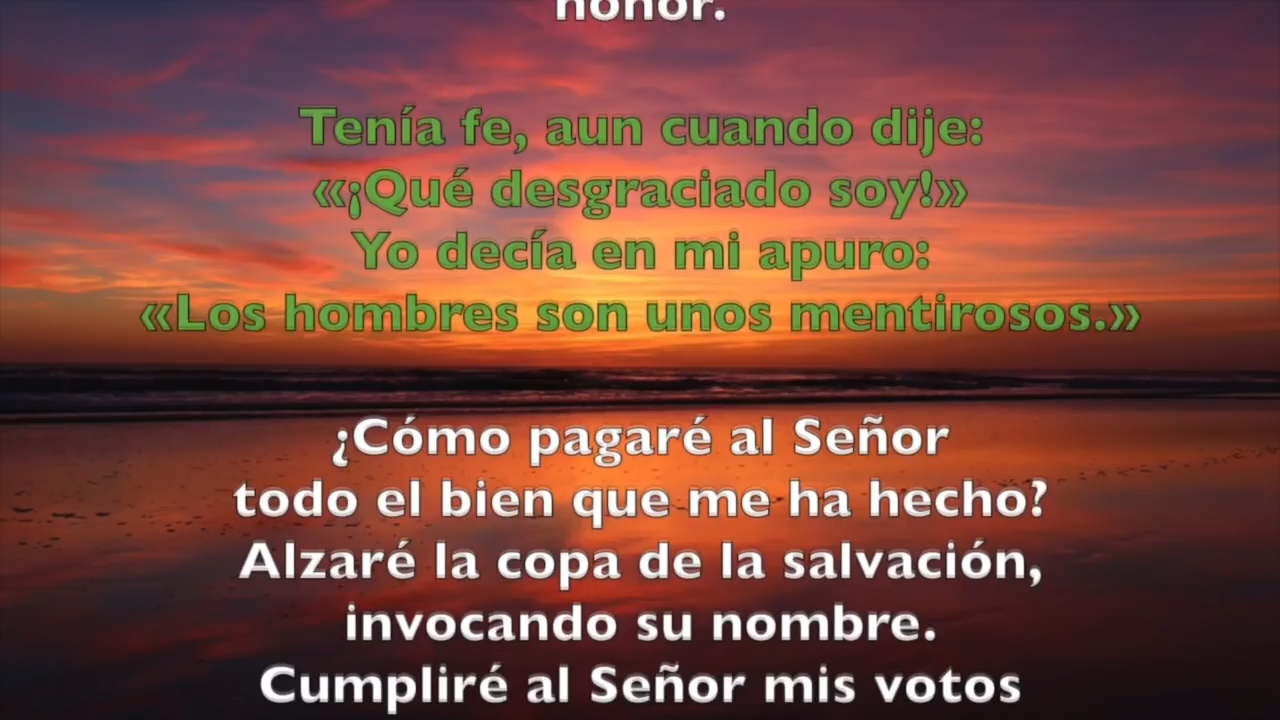 honor.
Tenía fe, aun cuando dije:
«¡Qué desgraciado soy!»
Yo decía en mi apuro:
«Los hombres son unos mentirosos.»
¿Cómo pagaré al Señor
todo el bien que me ha hecho?
Alzaré la copa de la salvación,
invocando su nombre.
Cumpliré al Señor mis votos